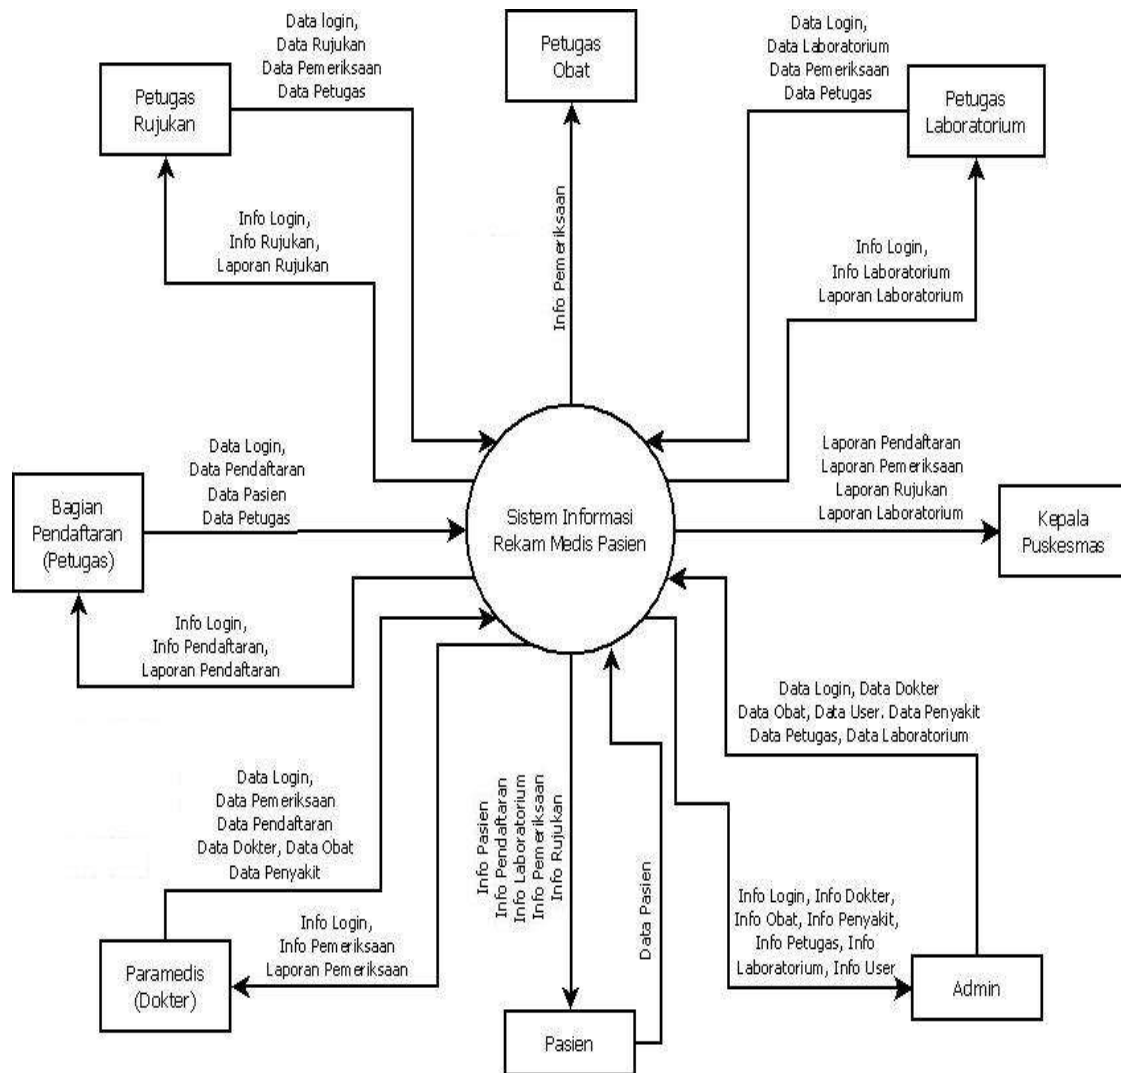 Data login,
Data Rujukan
Data Pemeriksaan
Data Petugas
Petugas
Obat
Data Login,
Data Laboratorium
Data Pemeriksaan
Data Petugas
Petugas
Rujukan
Petugas
Laboratorium
Info Login,
Info Rujukan,
Laporan Rujukan
Info Pemeriksaan
Info Login,
Info Laboratorium
Laporan Laboratorium
Data Login,
Data Pendaftaran
Data Pasien
Data Petugas
Laporan Pendaftaran
Laporan Pemeriksaan
Laporan Rujukan
Laporan Laboratorium
Bagian
Pendaftaran
(Petugas)
Sistem Informasi
Rekam Medis Pasien
Kepala
Puskesmas
Info Login,
Info Pendaftaran,
Laporan Pendaftaran
Data Login, Data Dokter
Data Obat, Data User. Data Penyakit
Data Petugas, Data Laboratorium
Data Login,
Data Pemeriksaan
Data Pendaftaran
Data Dokter, Data Obat
Data Penyakit
Info Pasien
Info Pendaftaran
Info Laboratorium
Info Pemeriksaan
Info Rujukan
Data Pasien
Info Login, Info Dokter,
Info Obat, Info Penyakit,
Info Petugas, Info
Laboratorium, Info User
Info Login,
Info Pemeriksaan
Laporan Pemeriksaan
Paramedis
(Dokter)
Pasien
Admin